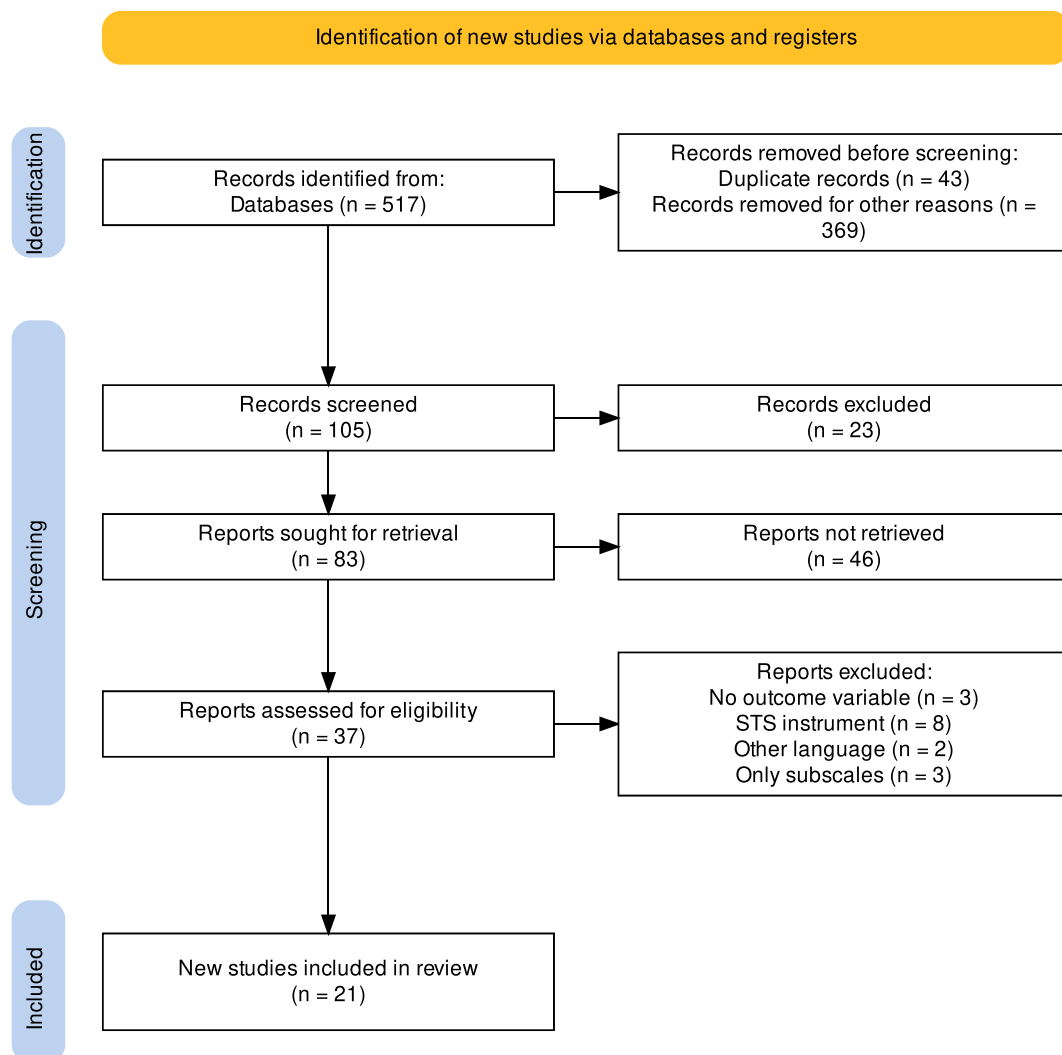 Identification of new studies via databases and registers
Identification
Records identified from:
Databases (n = 517)
Records removed before screening:
Duplicate records (n = 43)
Records removed for other reasons (n =
369)
Screening
Records screened
(n = 105)
Records excluded
(n = 23)
Reports sought for retrieval
(n = 83)
Reports not retrieved
(n = 46)
Reports assessed for eligibility
(n = 37)
Reports excluded:
No outcome variable (n = 3)
STS instrument (n = 8)
Other language (n = 2)
Only subscales (n = 3)
Included
New studies included in review
(n = 21)